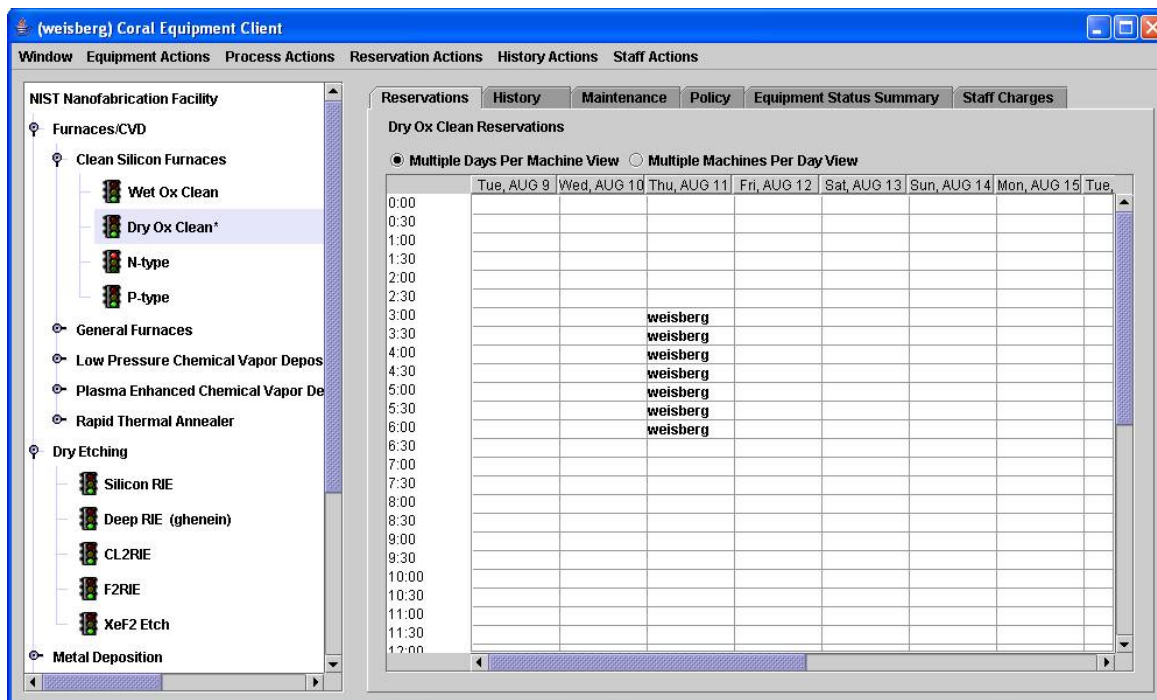 (weisberg) Coral Equipment Client
Window Equipment Actions Process Actions Reservation Actions History Actions Staff Actions
NIST Nanofabrication Facility
Furnaces/CVD
Clean Silicon Furnaces
Wet Ox Clean
Dry Ox Clean*
N-type
P-type
General Furnaces
Low Pressure Chemical Vapor Depos
Plasma Enhanced Chemical Vapor De
Rapid Thermal Annealer
Dry Etching
Silicon RIE
Deep RIE (ghenein)
CL2RIE
F2RIE
XeF2 Etch
Metal Deposition
Reservations History Maintenance Policy Equipment Status Summary Staff Charges
Dry Ox Clean Reservations
Multiple Days Per Machine View Multiple Machines Per Day View
Tue, AUG 9 Wed, AUG 10 Thu, AUG 11 Fri, AUG 12 Sat, AUG 13 Sun, AUG 14 Mon, AUG 15 Tue,
0:00
0:30
1:00
1:30
2:00
2:30
3:00 weisberg
3:30 weisberg
4:00 weisberg
4:30 weisberg
5:00 weisberg
5:30 weisberg
6:00 weisberg
6:30
7:00
7:30
8:00
8:30
9:00
9:30
10:00
10:30
11:00
11:30
12:00